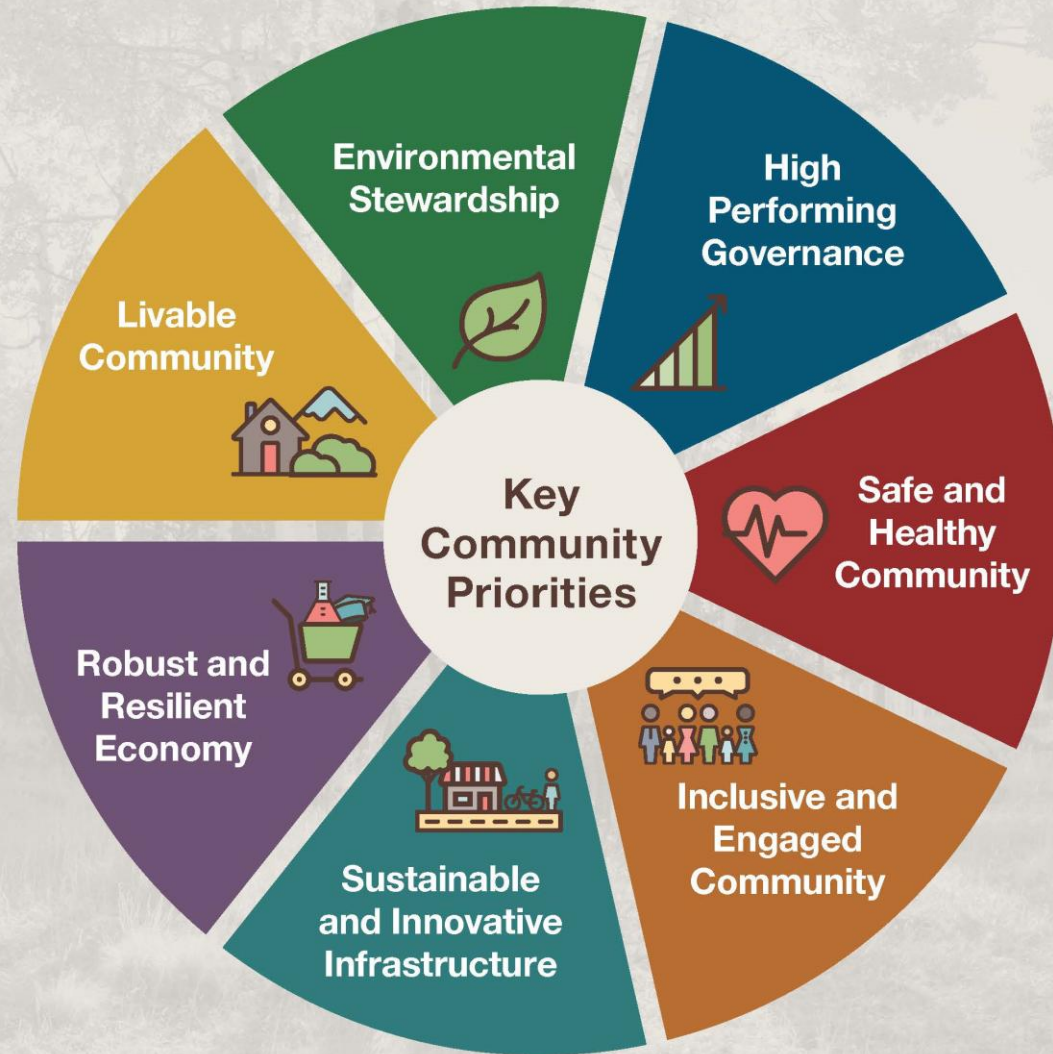 Key
Community
Priorities
Environmental
Stewardship
High
Performing
Governance
Safe and
Healthy
Community
Inclusive and
Engaged
Community
Sustainable
and Innovative
Infrastructure
Robust and
Resilient
Economy
Livable
Community